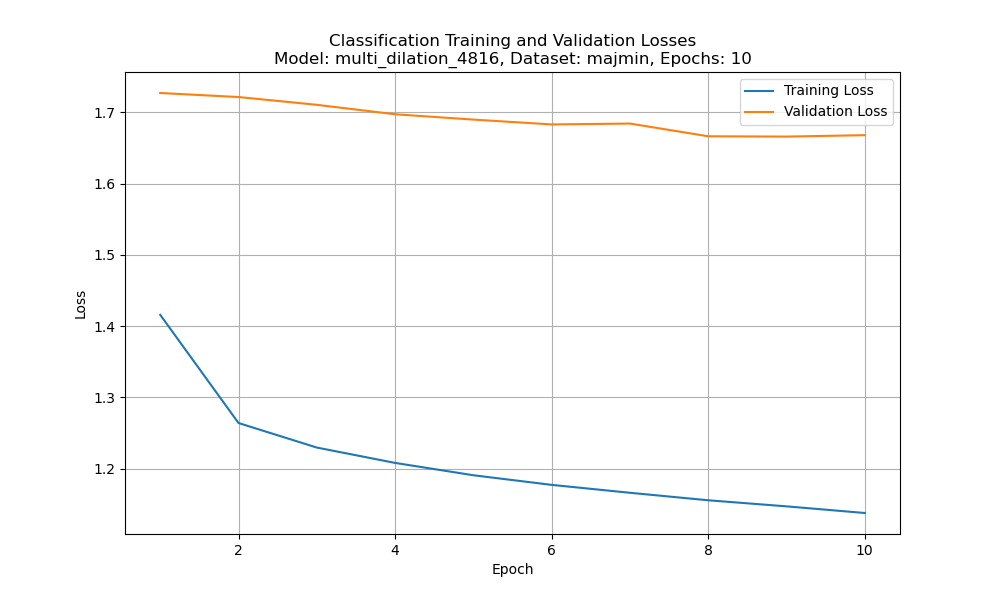 Classification Training and Validation Losses
Model: multi_dilation_4816, Dataset: majmin, Epochs: 10
Training Loss
Validation Loss
1.7
1.6
1.5
1.4
1.3
1.2
Loss
2 4 6 8 10
Epoch